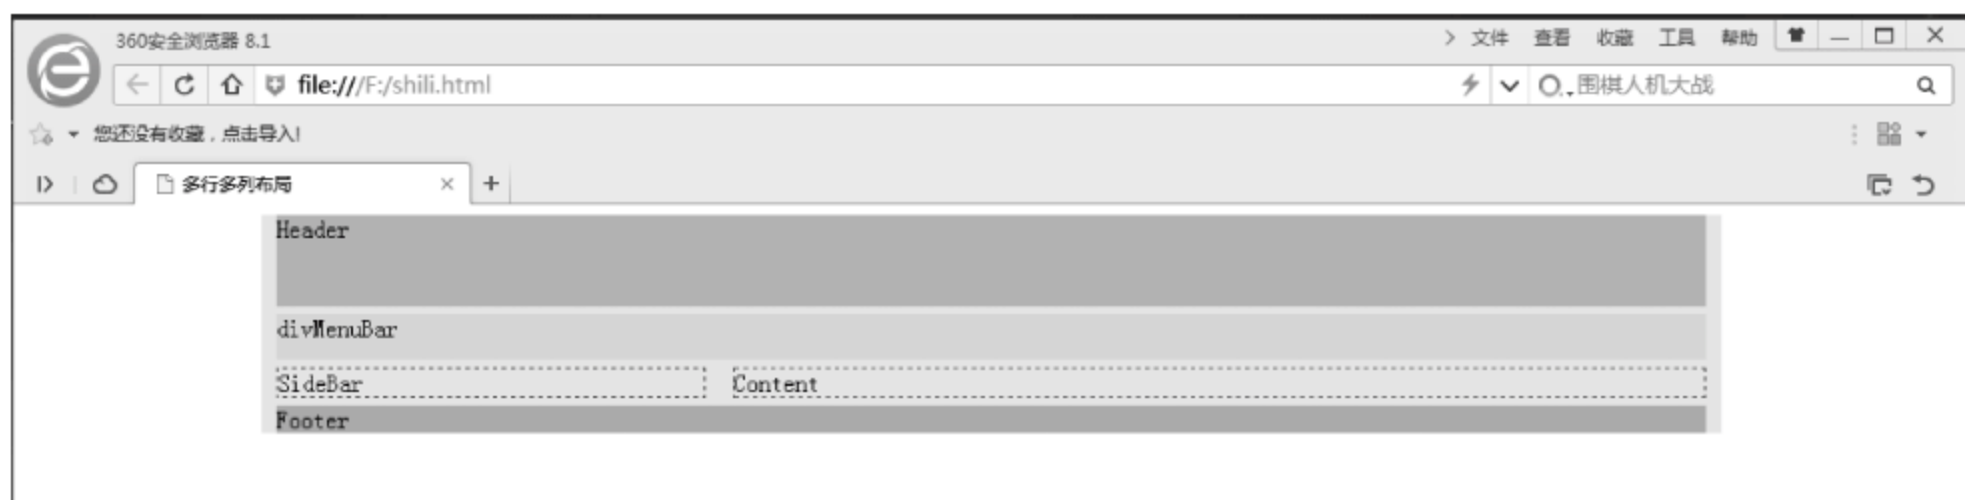 360安全浏览器 8.1
文件 查看 收藏 工具 帮助
file:///F:/shili.html
围棋人机大战
您还没有收藏，点击导入!
多行多列布局
Header
divMenuBar
SideBar
Content
Footer